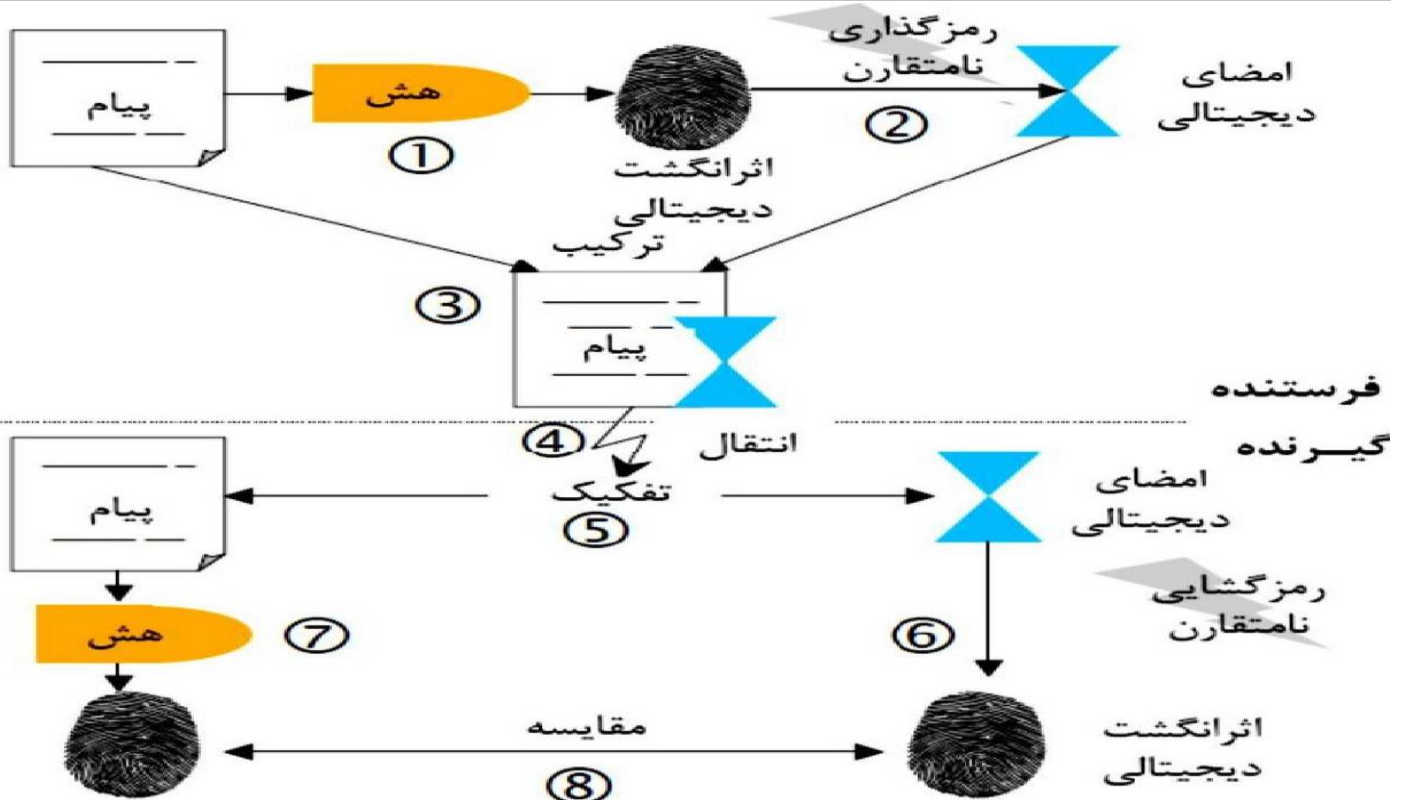 پیام
هش
①
رمزگذاری
نامتقارن
②
امضای
دیجیتالی
اثرانگشت
دیجیتالی
ترکیب
③
پیام
فرستنده
④
انتقال
گیـرنده
تفکیک
⑤
پیام
امضای
دیجیتالی
رمزگشایی
نامتقارن
⑥
هش
⑦
مقایسه
⑧
اثرانگشت
دیجیتالی